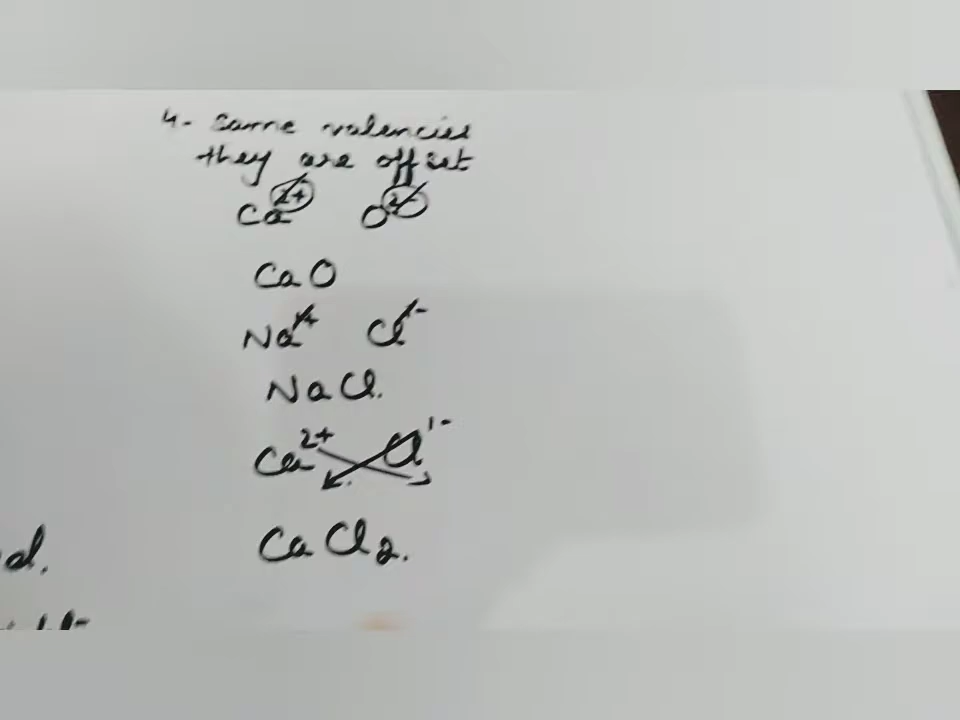 4- Same valencies
they are offset
Ca2+ O2-
CaO
Na1+ Cl1-
NaCl.
Ca2+ Cl1-
CaCl2.
d.